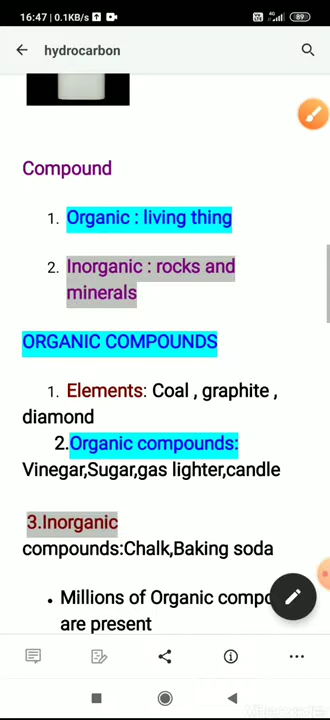 16:47 | 0.1KB/s
4G
89
hydrocarbon
Compound
1. Organic : living thing
2. Inorganic : rocks and
minerals
ORGANIC COMPOUNDS
1. Elements: Coal , graphite ,
diamond
2.Organic compounds:
Vinegar,Sugar,gas lighter,candle
3.Inorganic
compounds:Chalk,Baking soda
• Millions of Organic compo
are present